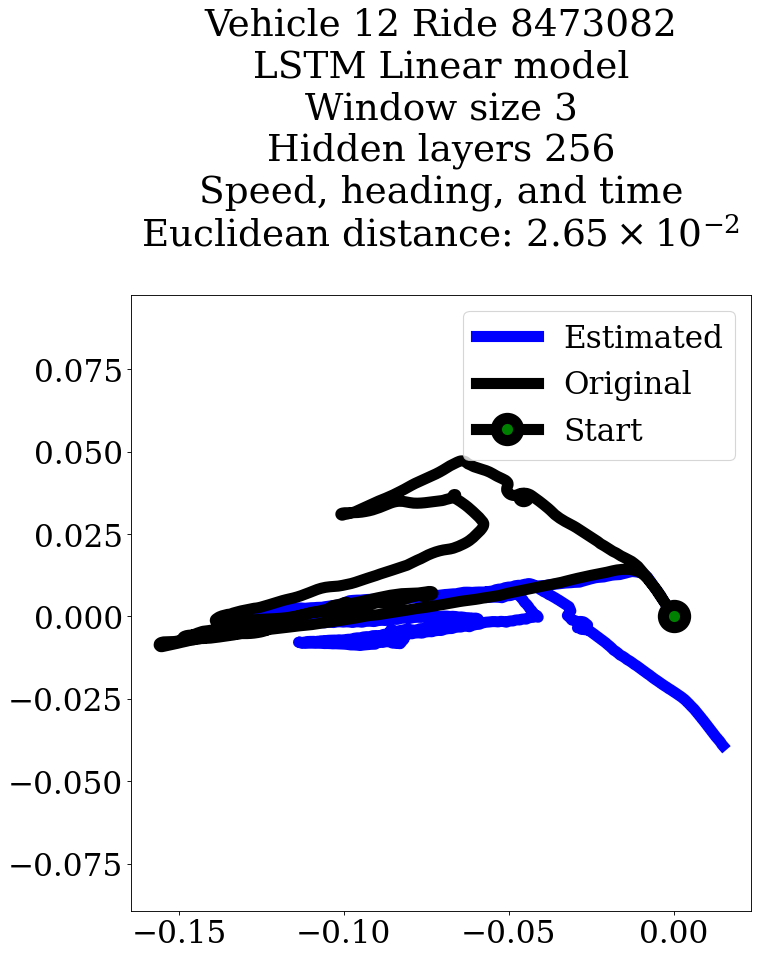 Vehicle 12 Ride 8473082
LSTM Linear model
Window size 3
Hidden layers 256
Speed, heading, and time
Euclidean distance: 2.65 × 10⁻²
Estimated
Original
Start
0.075
0.050
0.025
0.000
−0.025
−0.050
−0.075
−0.15
−0.10
−0.05
0.00